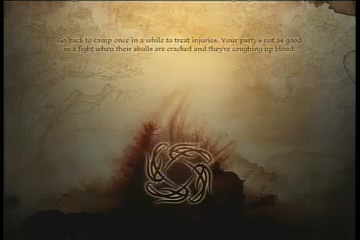 Go back to camp once in a while to treat injuries. Your party's not as good
in a fight when their skulls are cracked and they're coughing up blood.